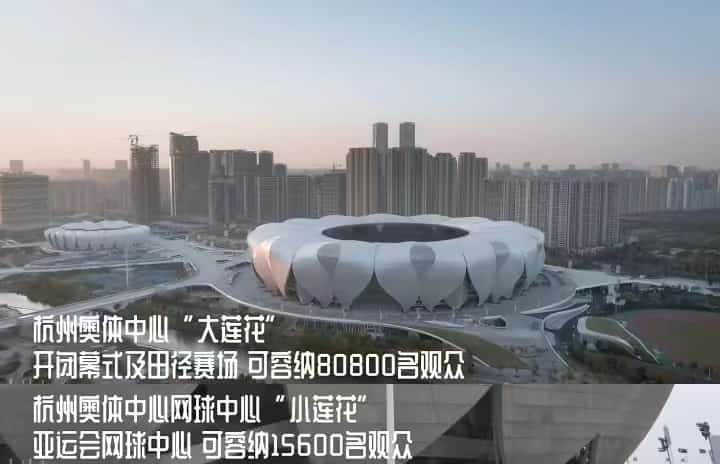 杭州奥体中心“大莲花”
开闭幕式及田径赛场 可容纳80800名观众
杭州奥体中心网球中心“小莲花”
亚运会网球中心 可容纳15600名观众